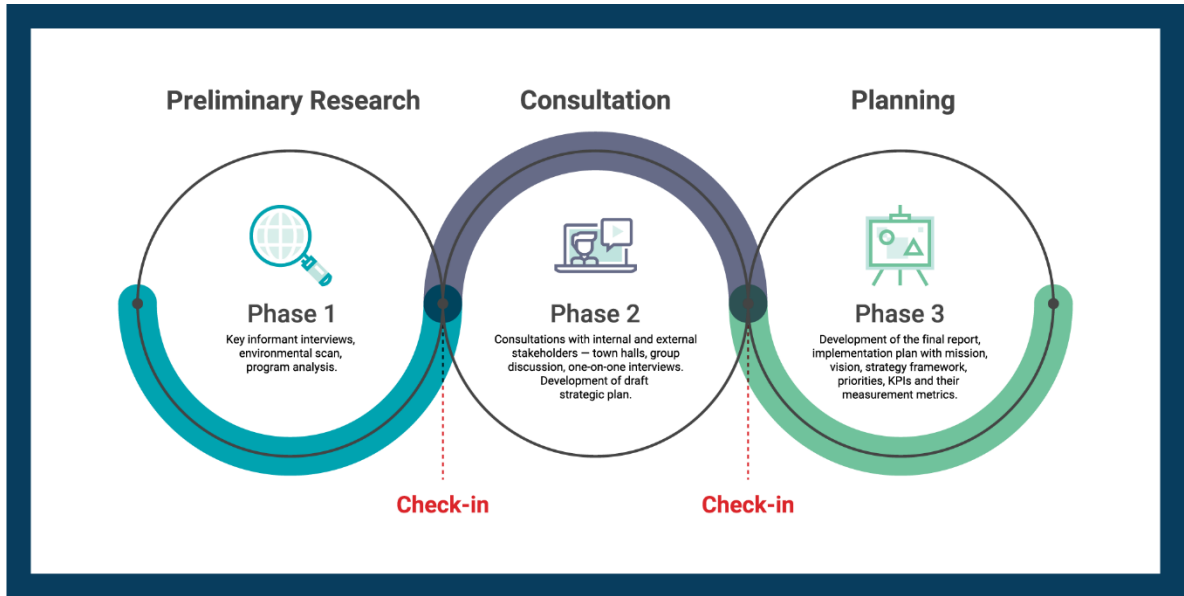 Preliminary Research
Consultation
Planning
Phase 1
Key informant interviews,
environmental scan,
program analysis.
Phase 2
Consultations with internal and external
stakeholders — town halls, group
discussion, one-on-one interviews.
Development of draft
strategic plan.
Phase 3
Development of the final report,
implementation plan with mission,
vision, strategy framework,
priorities, KPIs and their
measurement metrics.
Check-in
Check-in